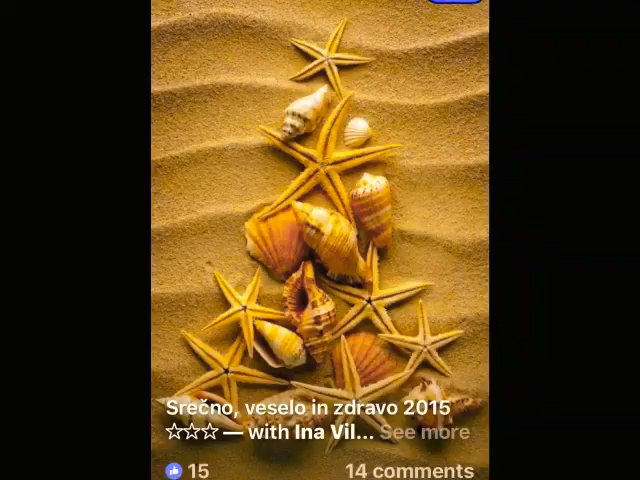 Srečno, veselo in zdravo 2015
☆☆☆ — with Ina Vil... See more
15
14 comments